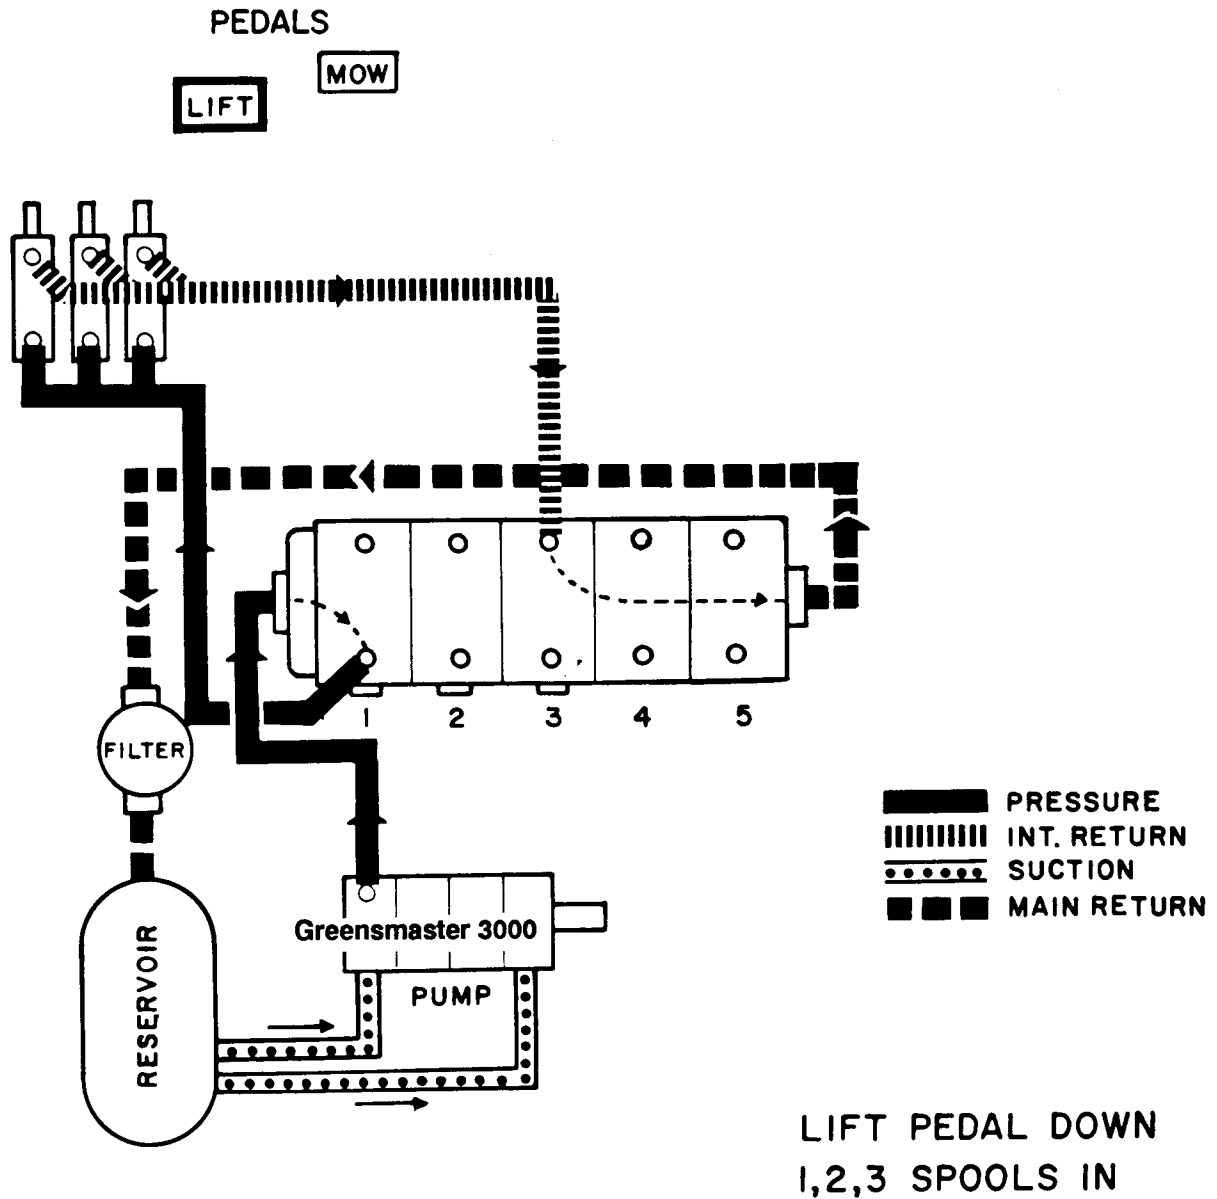 PEDALS
MOW
LIFT
1 2 3 4 5
FILTER
PRESSURE
INT. RETURN
SUCTION
MAIN RETURN
Greensmaster 3000
PUMP
RESERVOIR
LIFT PEDAL DOWN
1,2,3 SPOOLS IN